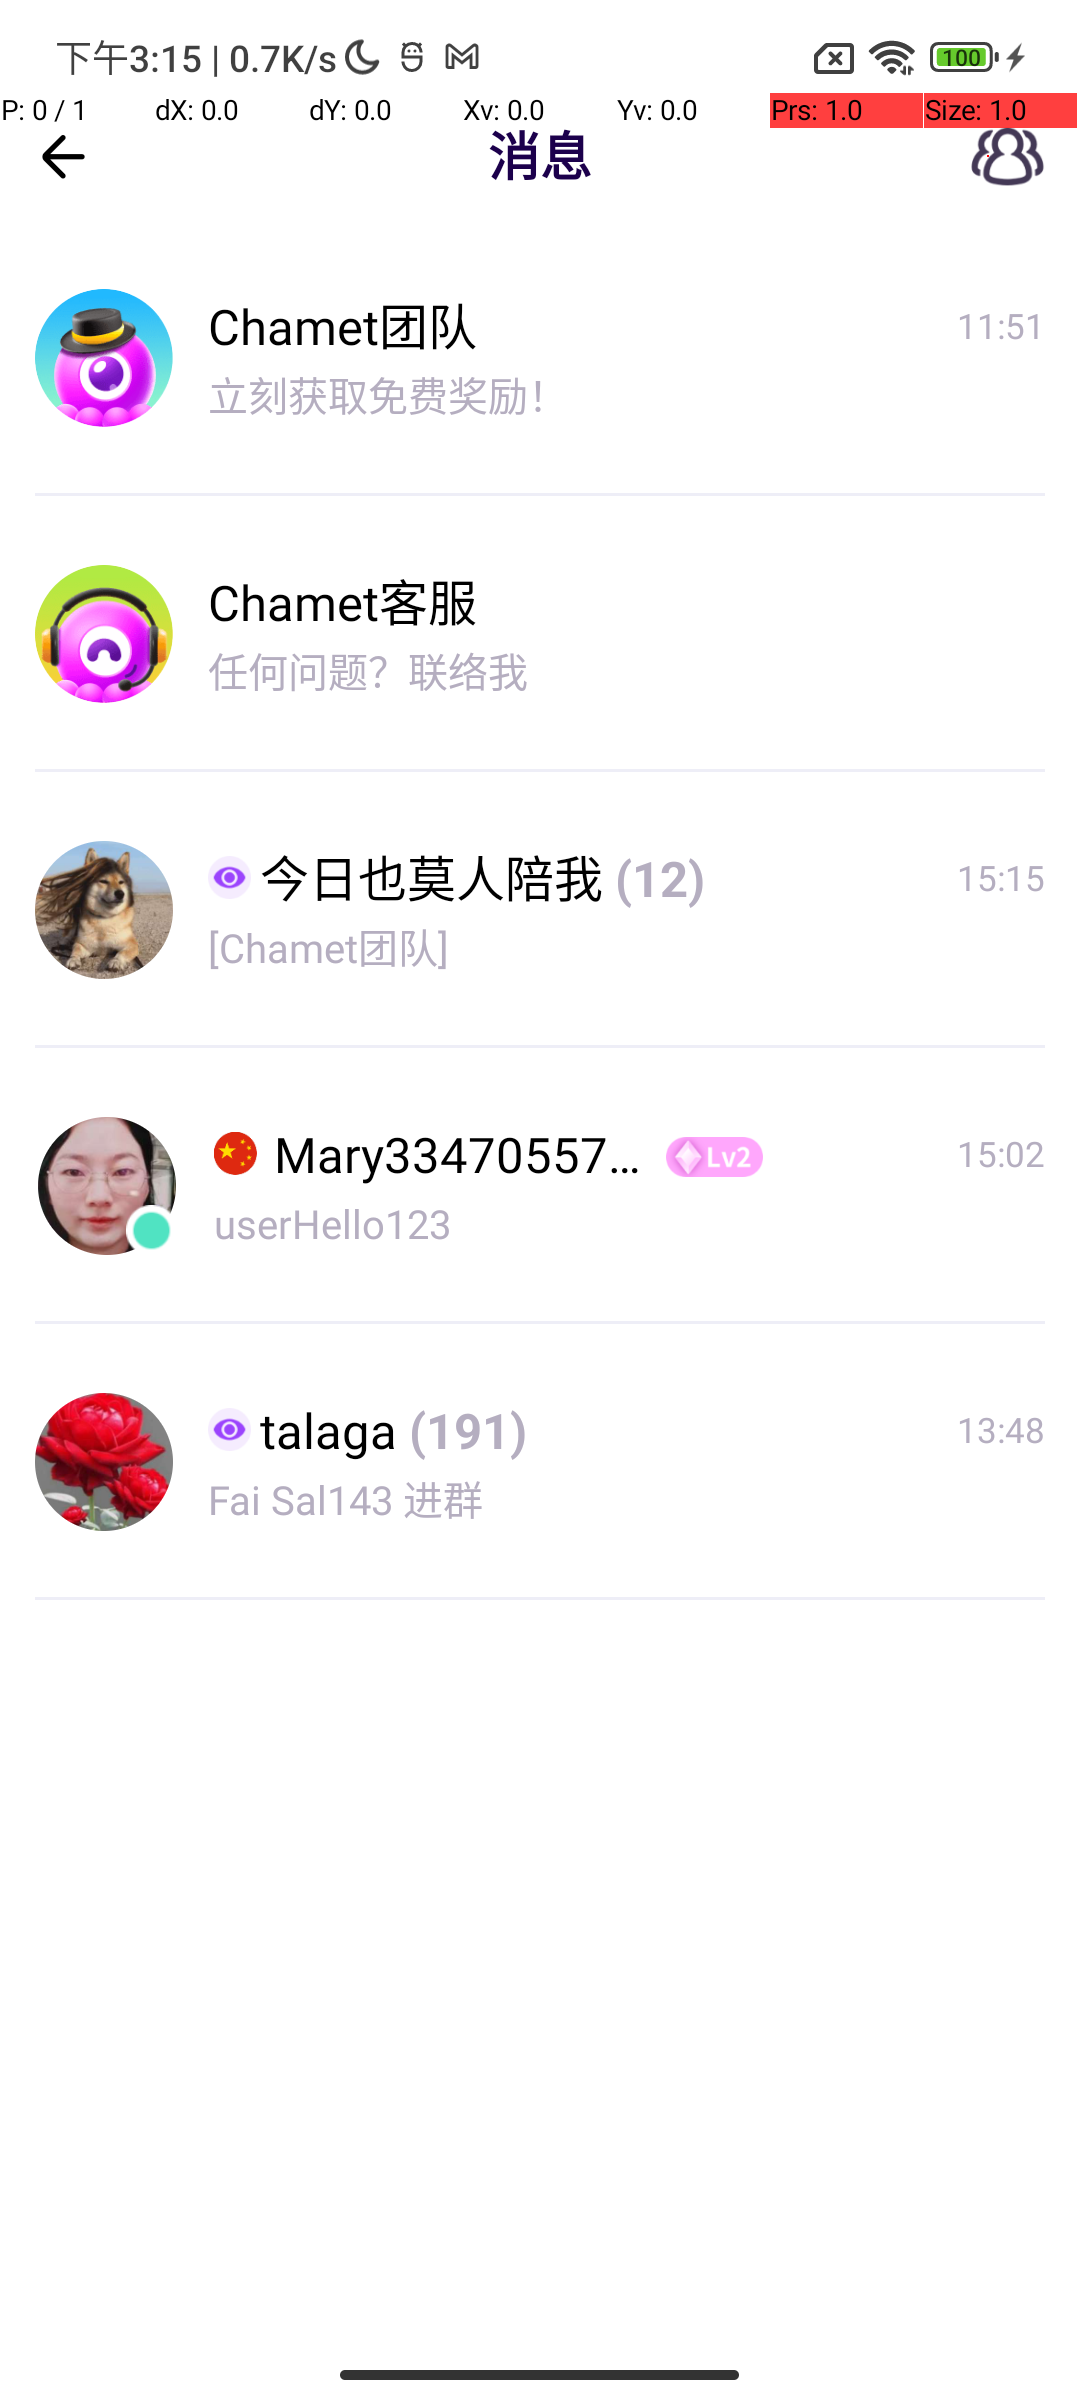 下午3:15 | 0.7K/s 100
P: 0 / 1 dX: 0.0 dY: 0.0 Xv: 0.0 Yv: 0.0 Prs: 1.0 Size: 1.0
消息
Chamet团队 11:51
立刻获取免费奖励！
Chamet客服
任何问题？联络我
今日也莫人陪我 (12) 15:15
[Chamet团队]
Mary33470557... Lv2 15:02
userHello123
talaga (191) 13:48
Fai Sal143 进群